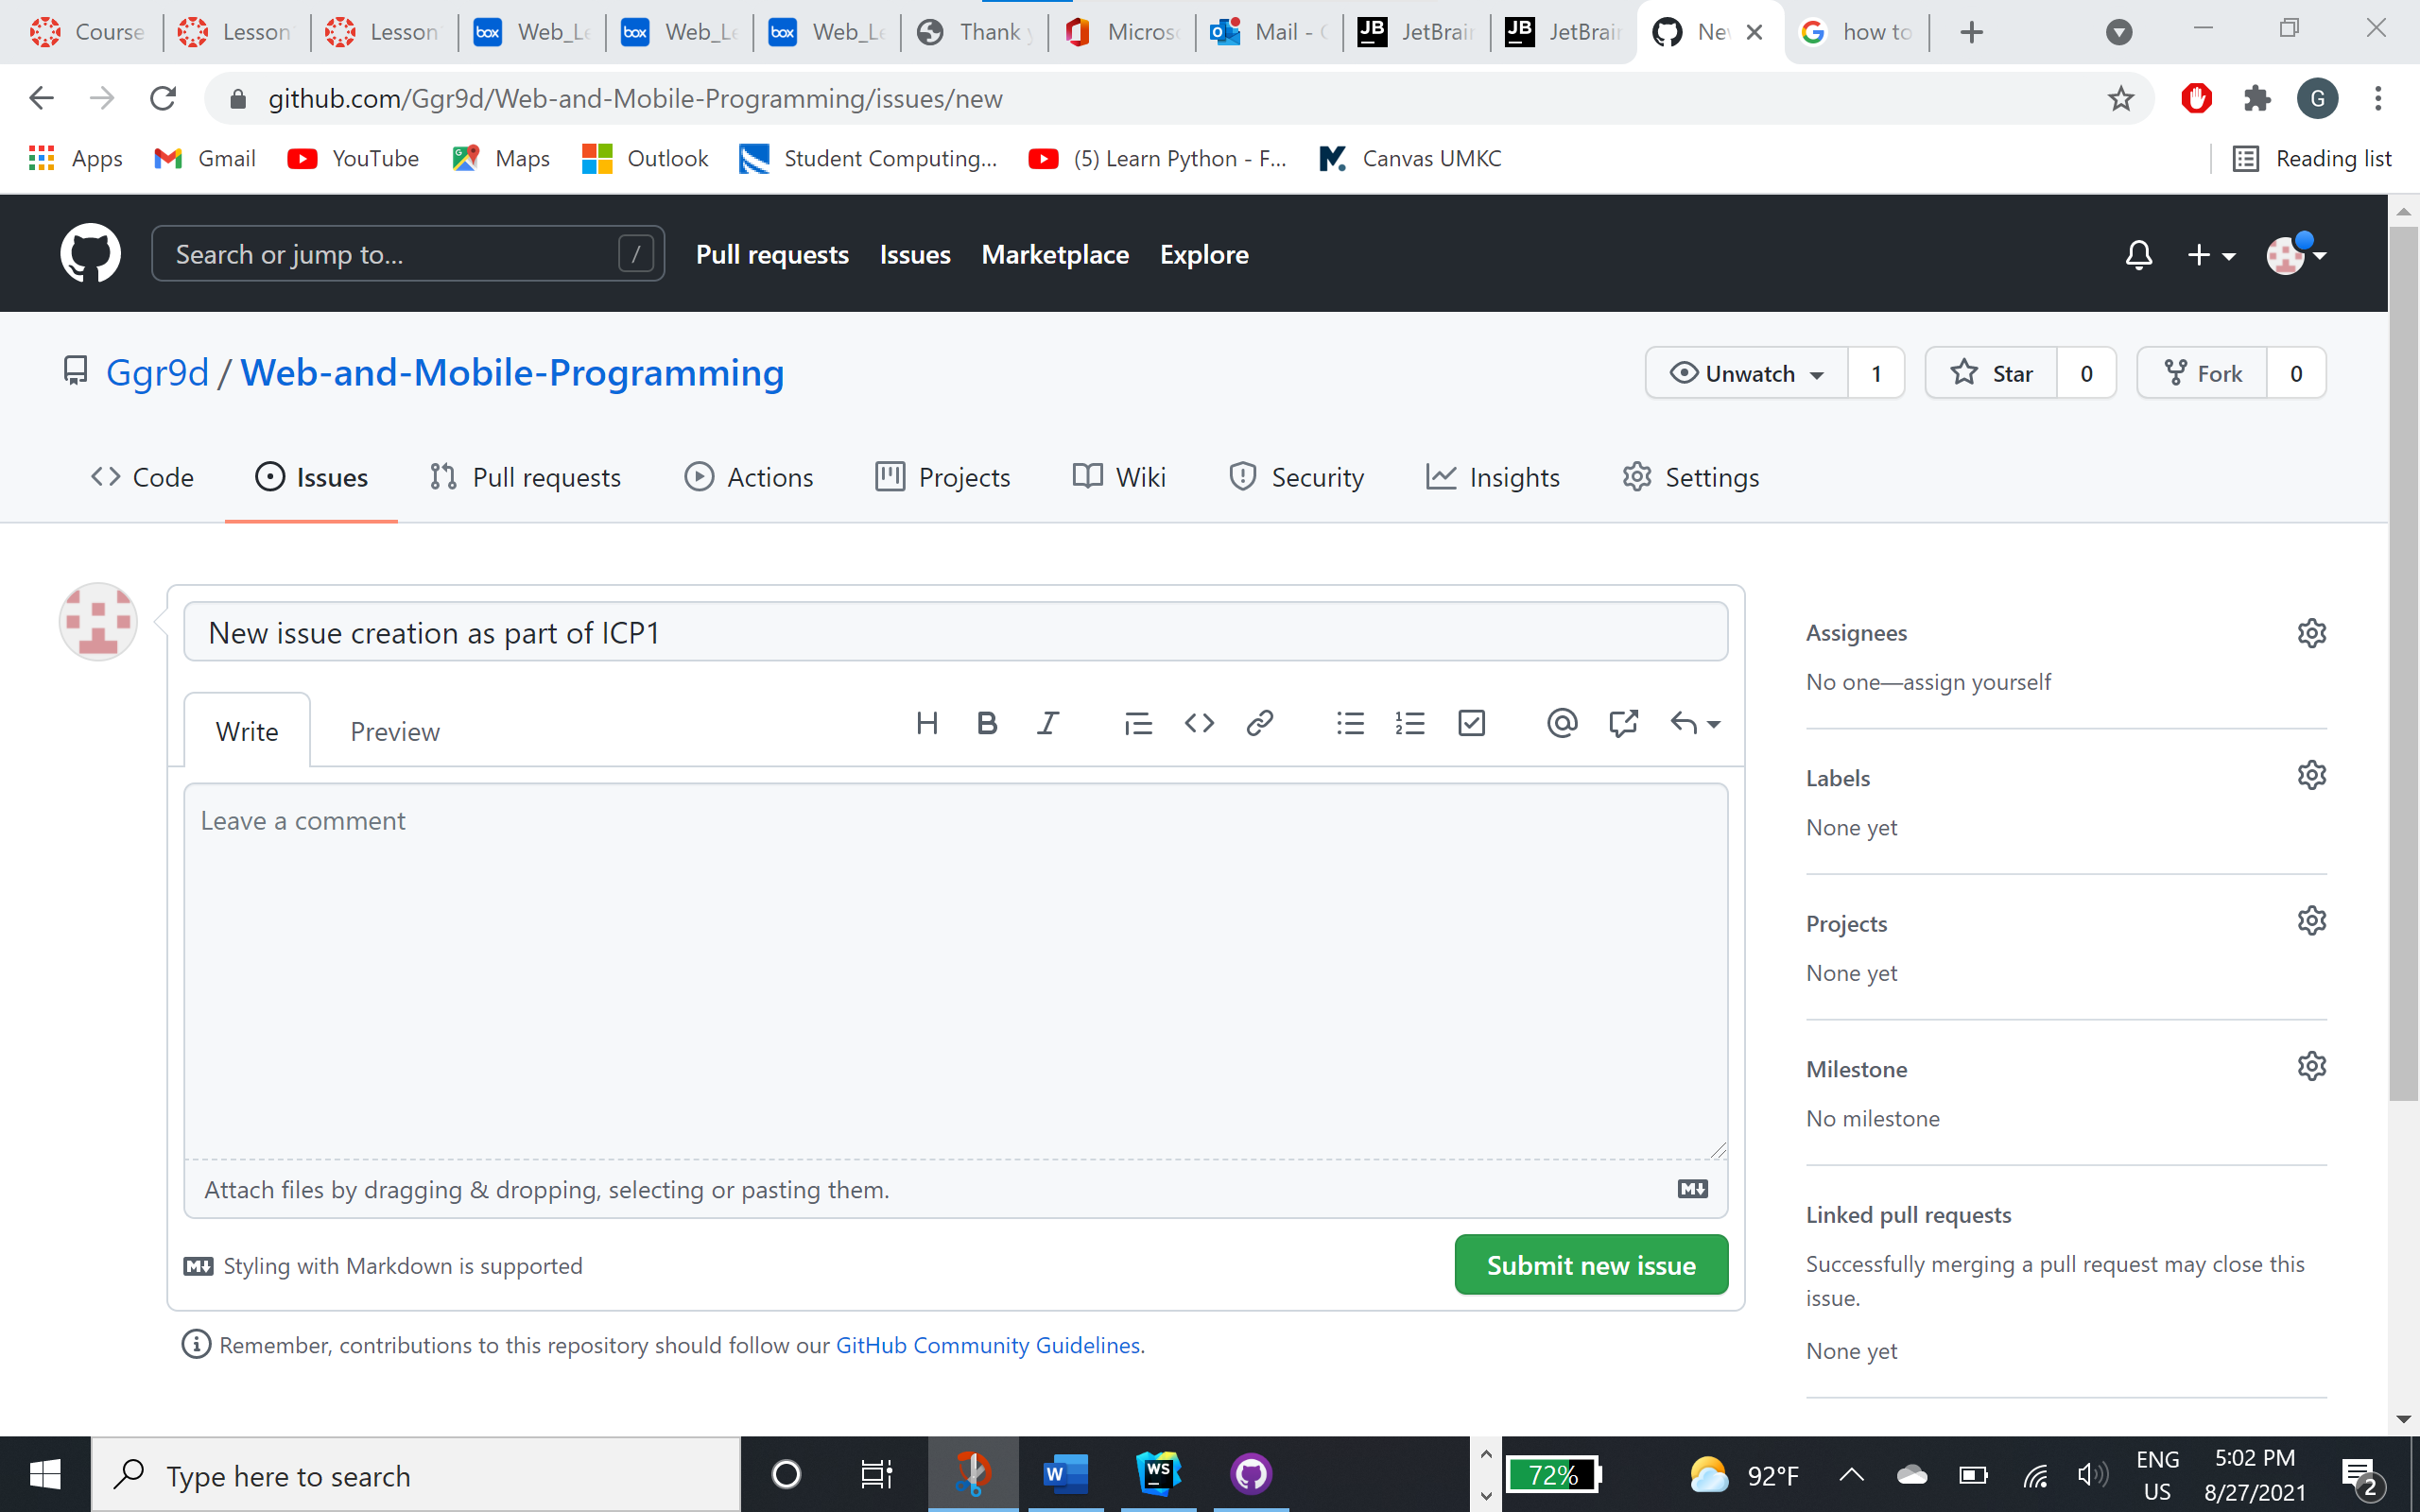 Course Lesson Lesson Web_Le Web_Le Web_Le Thank Micros Mail - JetBrain JetBrain New how to
github.com/Ggr9d/Web-and-Mobile-Programming/issues/new G
Apps Gmail YouTube Maps Outlook Student Computing... (5) Learn Python - F... Canvas UMKC Reading list
Search or jump to... / Pull requests Issues Marketplace Explore
Ggr9d / Web-and-Mobile-Programming Unwatch 1 Star 0 Fork 0
Code Issues Pull requests Actions Projects Wiki Security Insights Settings
New issue creation as part of ICP1
Write Preview
Leave a comment
Attach files by dragging & dropping, selecting or pasting them.
Styling with Markdown is supported
Submit new issue
Remember, contributions to this repository should follow our GitHub Community Guidelines.
Assignees
No one—assign yourself
Labels
None yet
Projects
None yet
Milestone
No milestone
Linked pull requests
Successfully merging a pull request may close this
issue.
None yet
Type here to search
72% 92°F
ENG
US
5:02 PM
8/27/2021
2